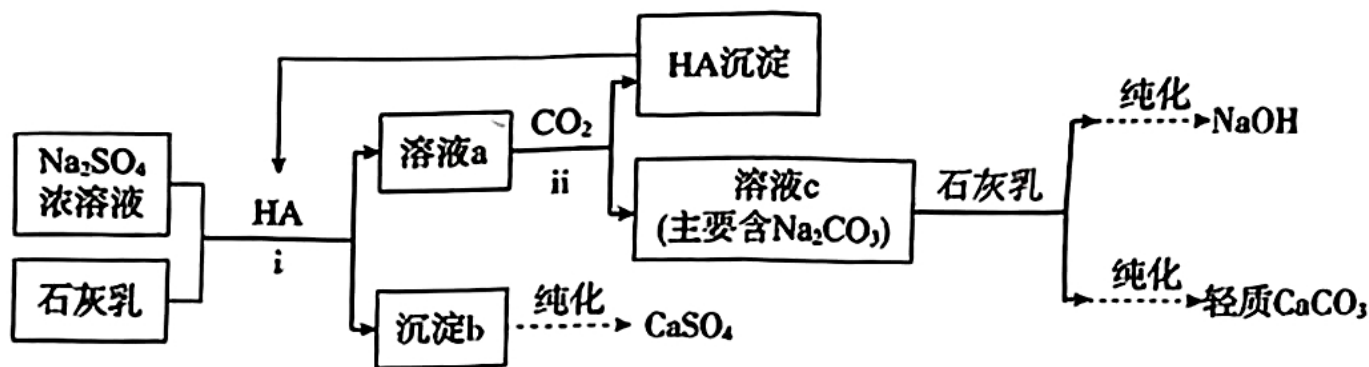 HA沉淀
纯化
NaOH
CO₂
溶液a
ii
Na₂SO₄
浓溶液
HA
i
溶液c
(主要含Na₂CO₃)
石灰乳
石灰乳
沉淀b
纯化
CaSO₄
纯化
轻质CaCO₃